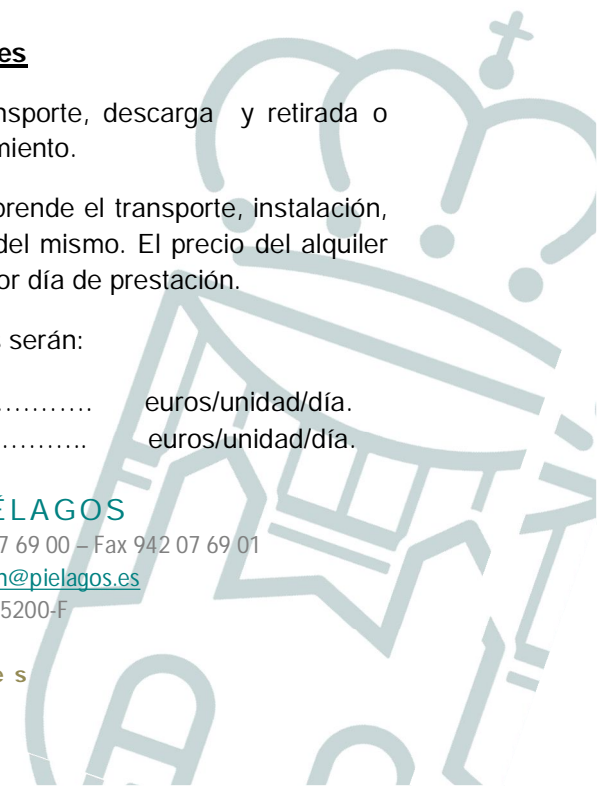 es
nsporte, descarga y retirada o
miento.
prende el transporte, instalación,
del mismo. El precio del alquiler
or día de prestación.
s serán:
…………. euros/unidad/día.
……….. euros/unidad/día.
ÉLAGOS
7 69 00 – Fax 942 07 69 01
n@pielagos.es
5200-F
e s